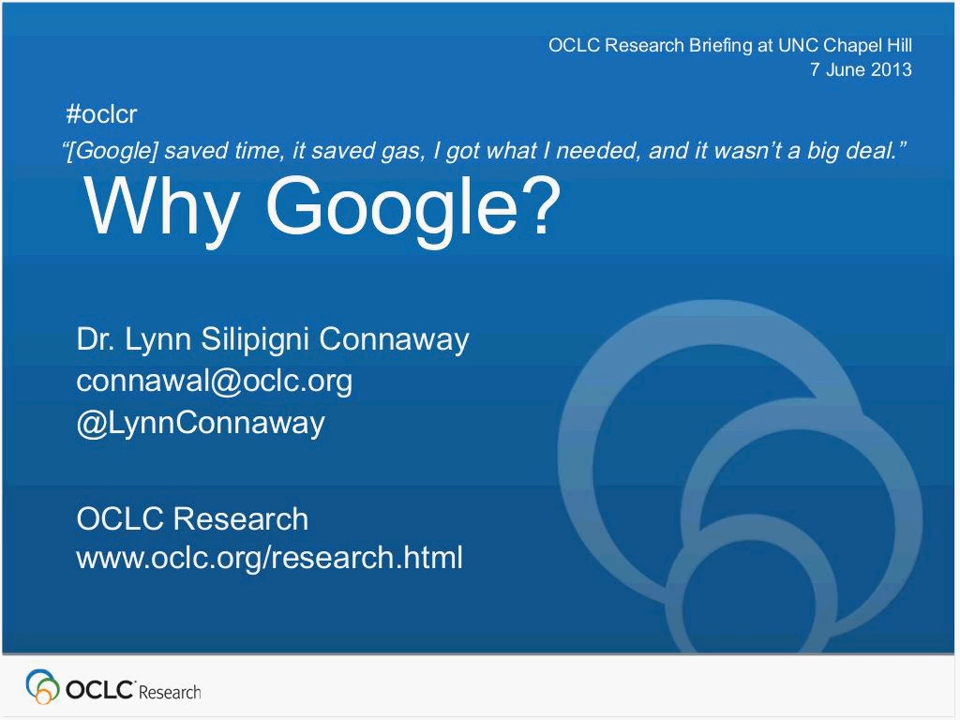 OCLC Research Briefing at UNC Chapel Hill
7 June 2013
#oclcr
“[Google] saved time, it saved gas, I got what I needed, and it wasn’t a big deal.”
Why Google?
Dr. Lynn Silipigni Connaway
connawal@oclc.org
@LynnConnaway
OCLC Research
www.oclc.org/research.html
OCLC Research